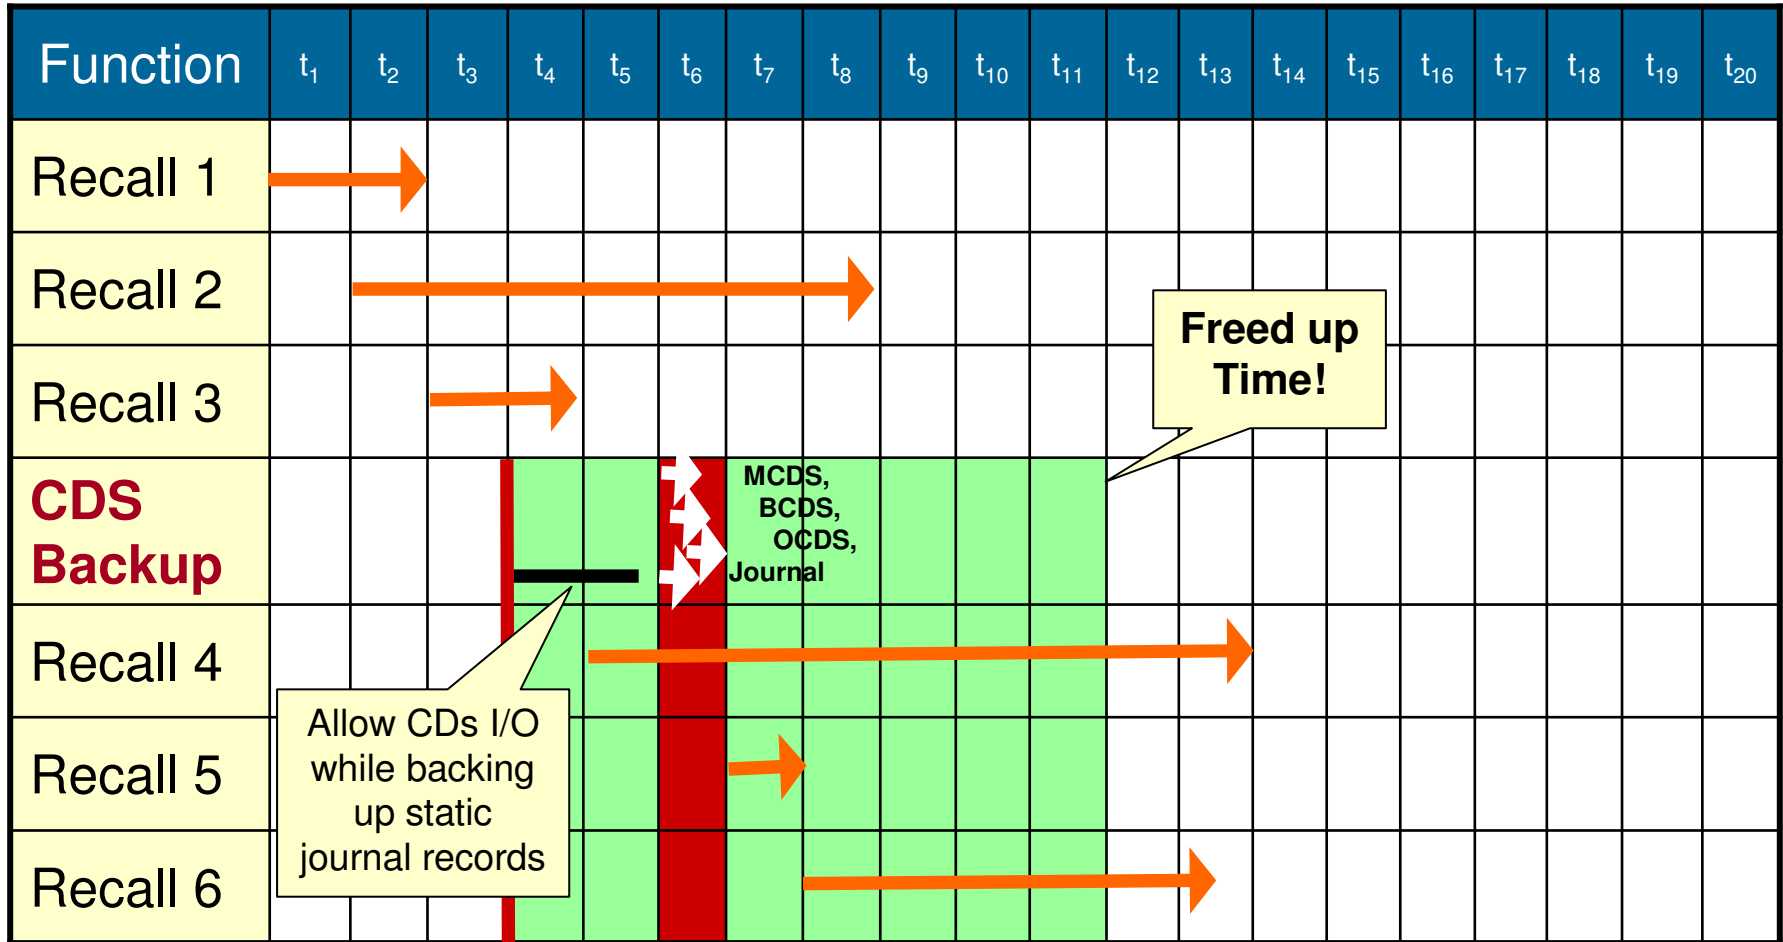 Function t1 t2 t3 t4 t5 t6 t7 t8 t9 t10 t11 t12 t13 t14 t15 t16 t17 t18 t19 t20
Recall 1
Recall 2
Freed up
Time!
Recall 3
CDS
Backup
MCDS,
BCDS,
OCDS,
Journal
Recall 4
Allow CDs I/O
while backing
up static
journal records
Recall 5
Recall 6